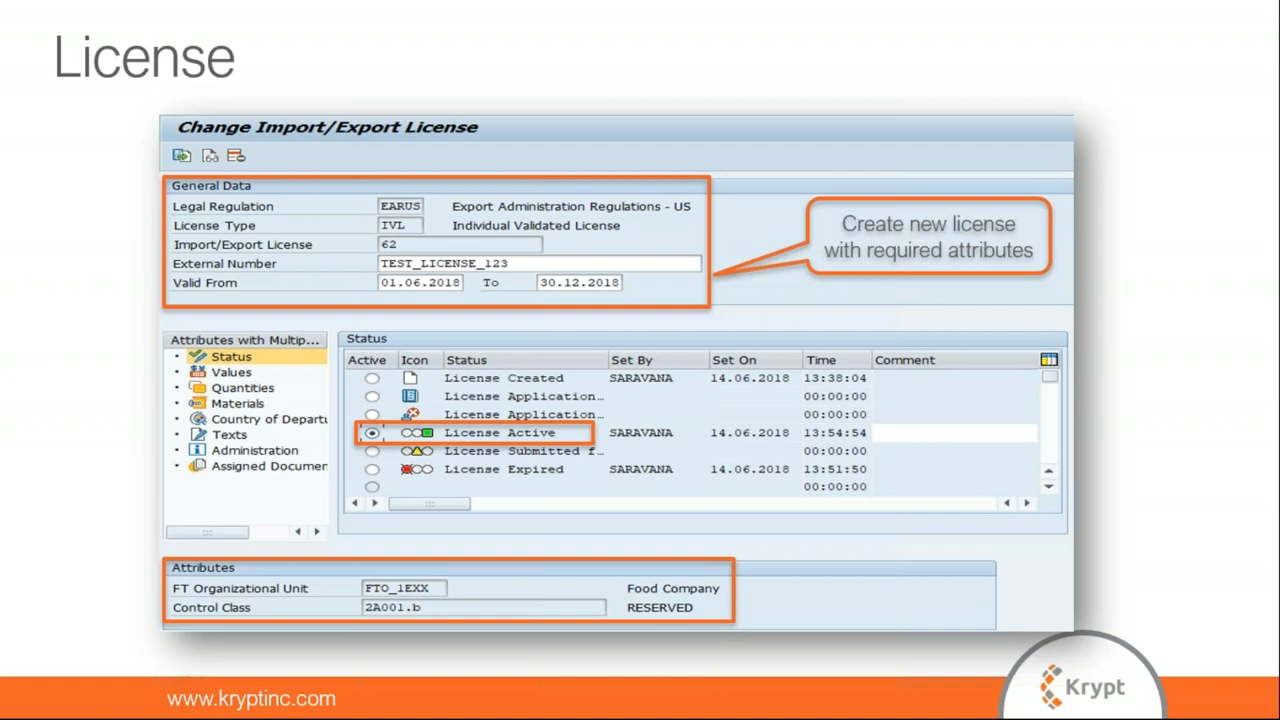 License
Change Import/Export License
General Data
Legal Regulation EARUS Export Administration Regulations - US
License Type IVL Individual Validated License
Import/Export License 62
External Number TEST_LICENSE_123
Valid From 01.06.2018 To 30.12.2018
Create new license
with required attributes
Attributes with Multip...
Status
Values
Quantities
Materials
Country of Departu
Texts
Administration
Assigned Documen
Status
Active Icon Status Set By Set On Time Comment
License Created SARAVANA 14.06.2018 13:38:04
License Application… 00:00:00
License Application… 00:00:00
License Active SARAVANA 14.06.2018 13:54:54
License Submitted f…
License Expired SARAVANA 14.06.2018 13:51:50
00:00:00
Attributes
FT Organizational Unit FTO_1EXX Food Company
Control Class 2A001.b RESERVED
www.kryptinc.com
Krypt